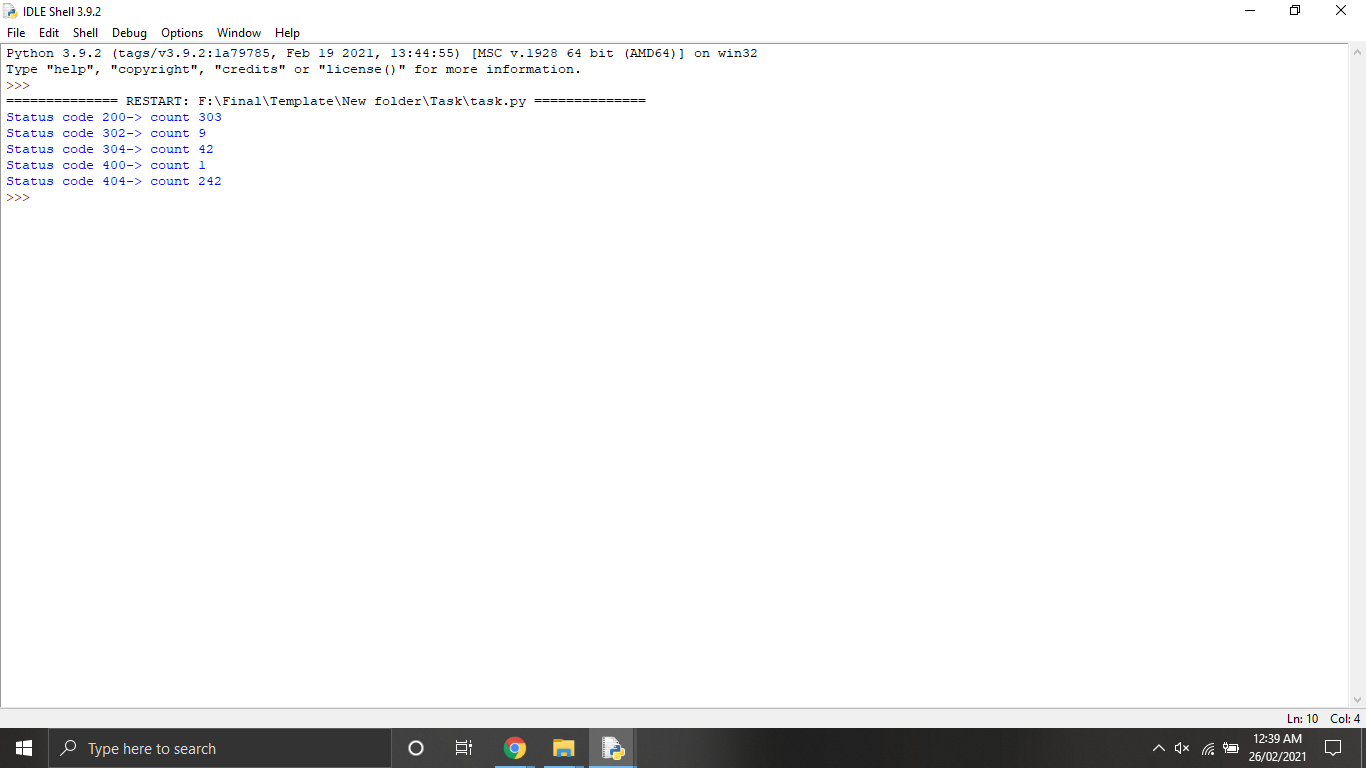 IDLE Shell 3.9.2
File Edit Shell Debug Options Window Help
Python 3.9.2 (tags/v3.9.2:1a79785, Feb 19 2021, 13:44:55) [MSC v.1928 64 bit (AMD64)] on win32
Type "help", "copyright", "credits" or "license()" for more information.
>>>
============== RESTART: F:\Final\Template\New folder\Task\task.py ==============
Status code 200-> count 303
Status code 302-> count 9
Status code 304-> count 42
Status code 400-> count 1
Status code 404-> count 242
>>>
Ln: 10 Col: 4
Type here to search
12:39 AM
26/02/2021